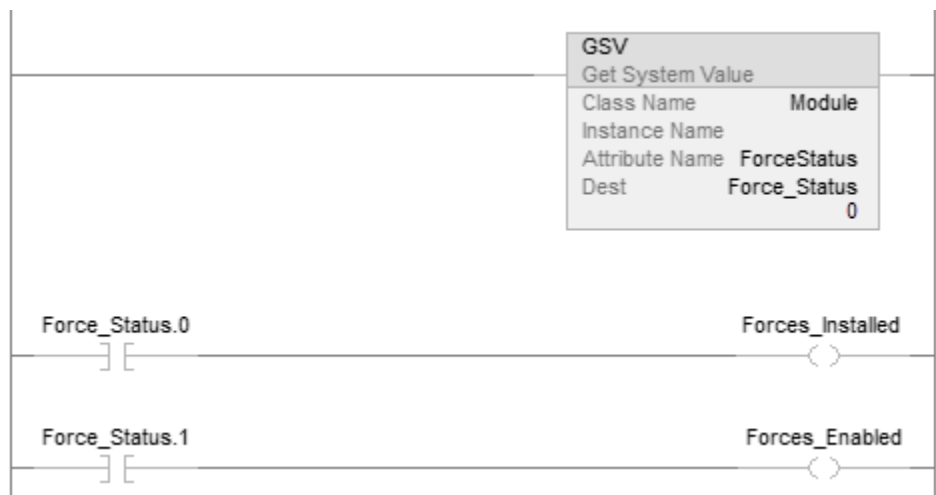 GSV
Get System Value
Class Name Module
Instance Name
Attribute Name ForceStatus
Dest Force_Status
0
Force_Status.0 Forces_Installed
Force_Status.1 Forces_Enabled